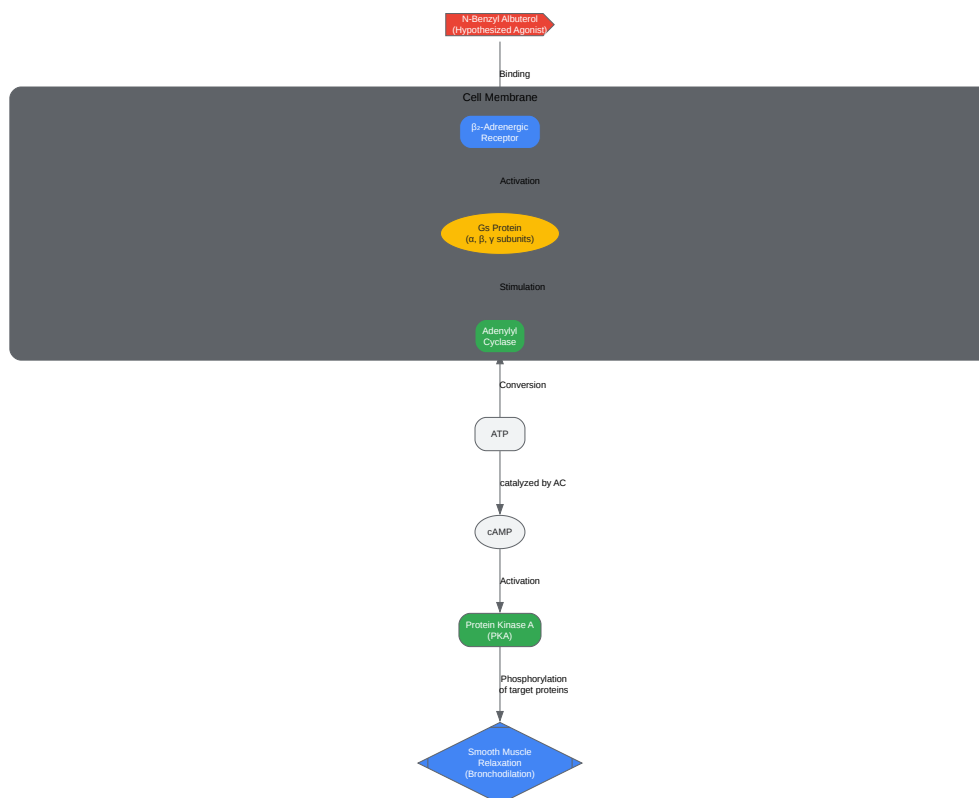 N-Benzyl Albuterol
(Hypothesized Agonist)
Binding
Cell Membrane
β₂-Adrenergic
Receptor
Activation
Gs Protein
(α, β, γ subunits)
Stimulation
Adenylyl
Cyclase
Conversion
ATP
catalyzed by AC
cAMP
Activation
Protein Kinase A
(PKA)
Phosphorylation
of target proteins
Smooth Muscle
Relaxation
(Bronchodilation)